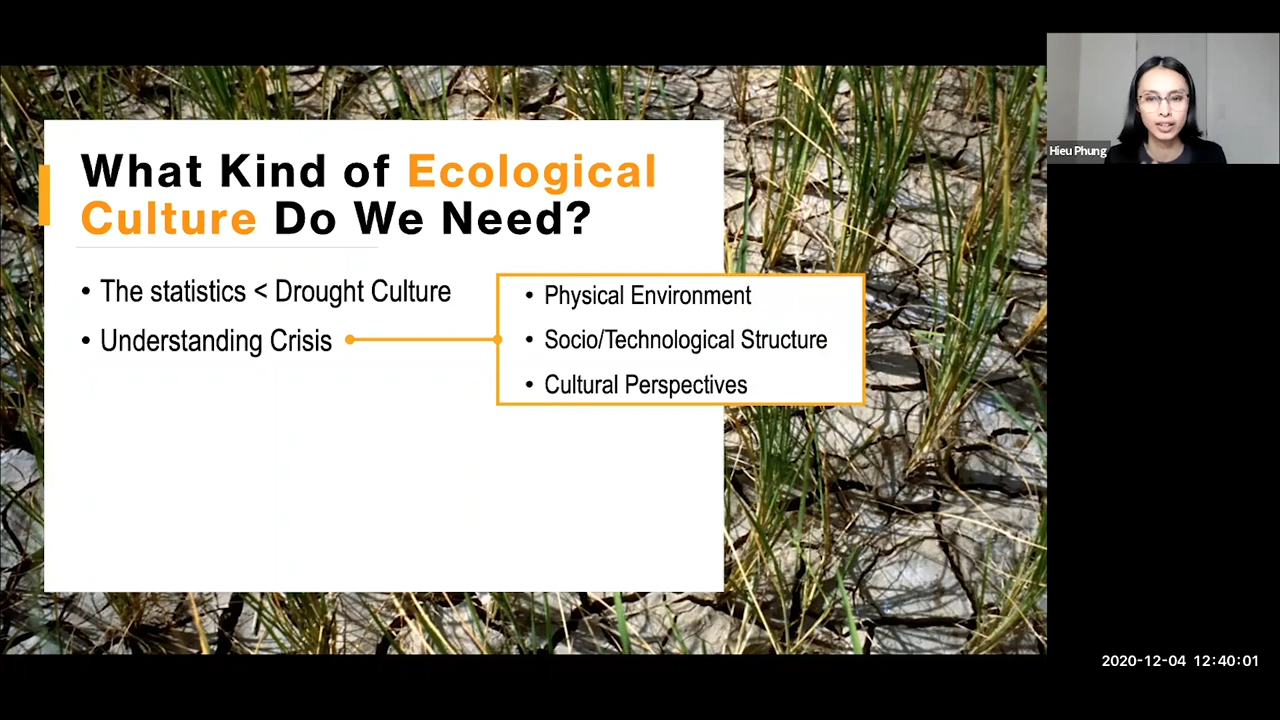 What Kind of Ecological
Culture Do We Need?
• The statistics < Drought Culture
• Understanding Crisis
• Physical Environment
• Socio/Technological Structure
• Cultural Perspectives
Hieu Phung
2020-12-04 12:40:01